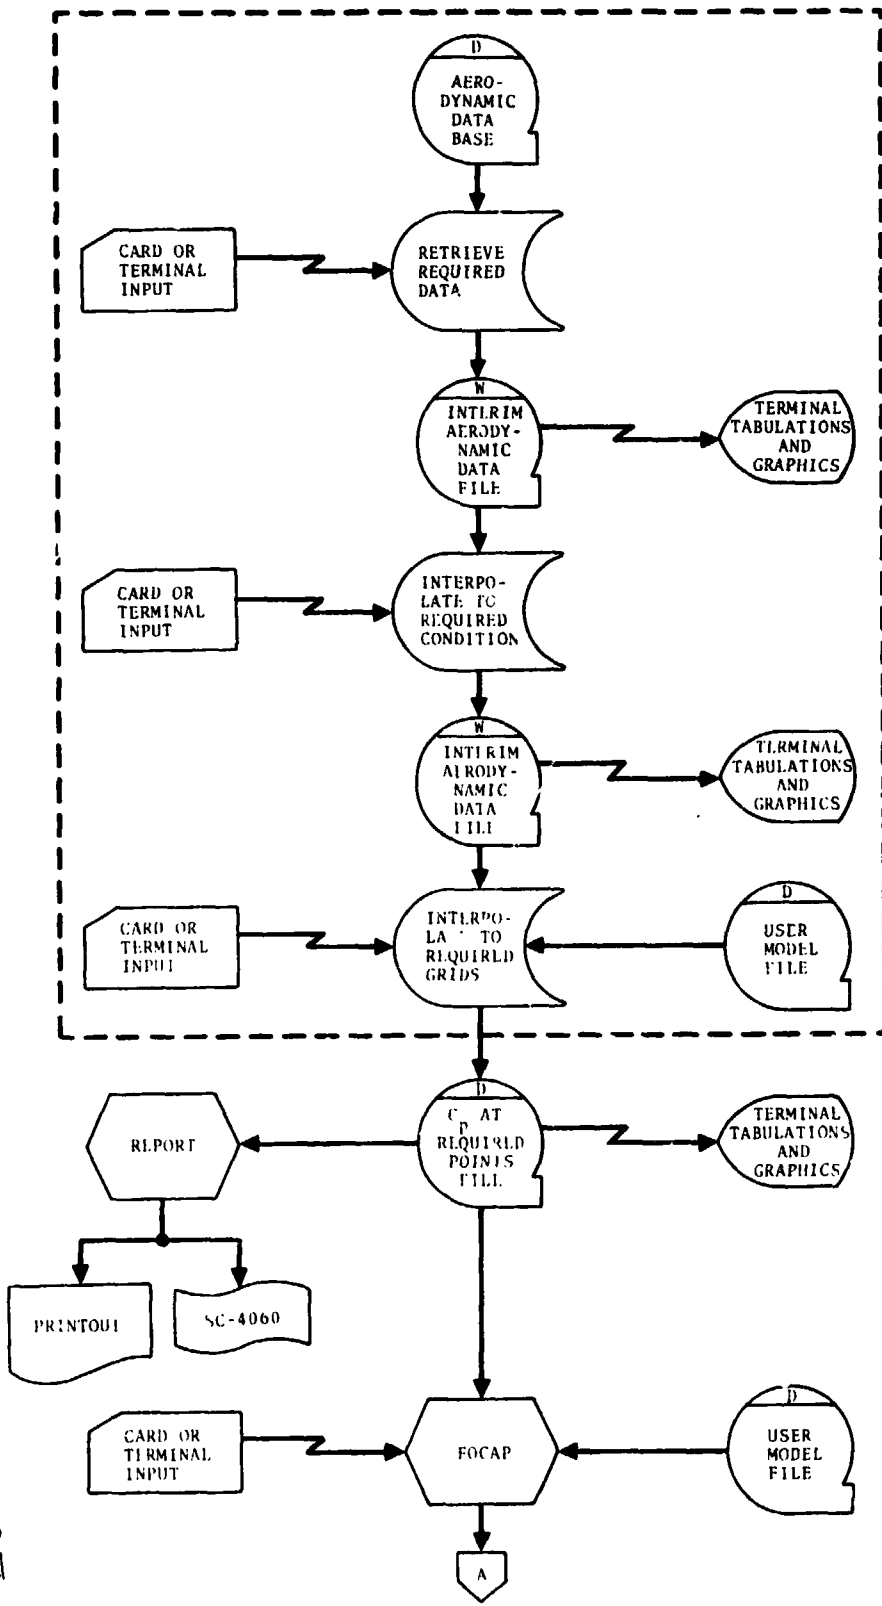 D
AERO-
DYNAMIC
DATA
BASE
CARD OR
TERMINAL
INPUT
RETRIEVE
REQUIRED
DATA
W
INTERIM
AERODY-
NAMIC
DATA
FILE
TERMINAL
TABULATIONS
AND
GRAPHICS
CARD OR
TERMINAL
INPUT
INTERPO-
LATE TO
REQUIRED
CONDITION
W
INTERIM
AERODY-
NAMIC
DATA
FILE
TERMINAL
TABULATIONS
AND
GRAPHICS
CARD OR
TERMINAL
INPUT
INTERPO-
LA TO
REQUIRED
GRIDS
D
USER
MODEL
FILE
REPORT
D
Cp AT
REQUIRED
POINTS
FILE
TERMINAL
TABULATIONS
AND
GRAPHICS
PRINTOUT
SC-4060
CARD OR
TERMINAL
INPUT
FOCAP
D
USER
MODEL
FILE
A